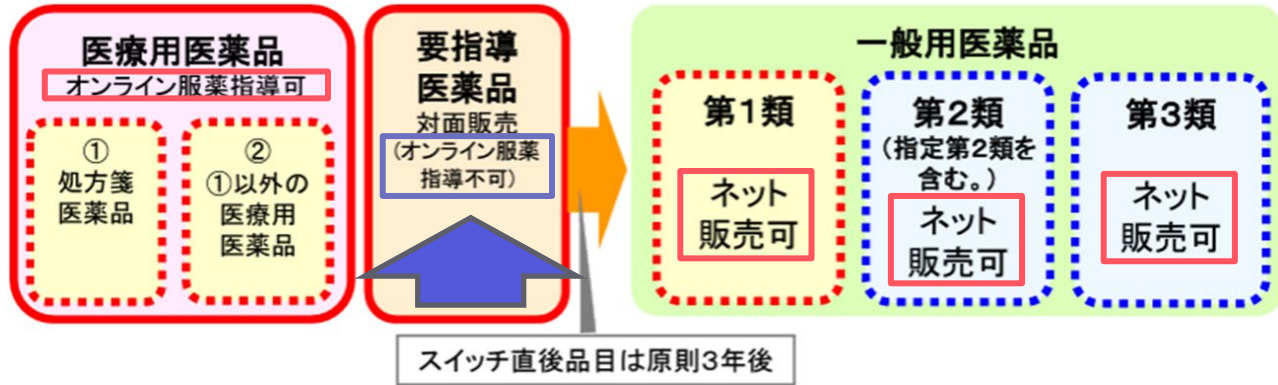 医療用医薬品
オンライン服薬指導可
①
処方箋
医薬品
②
①以外の
医療用
医薬品
要指導
医薬品
対面販売
(オンライン服薬
指導不可)
一般用医薬品
第1類
ネット
販売可
第2類
(指定第2類を
含む。)
ネット
販売可
第3類
ネット
販売可
スイッチ直後品目は原則3年後